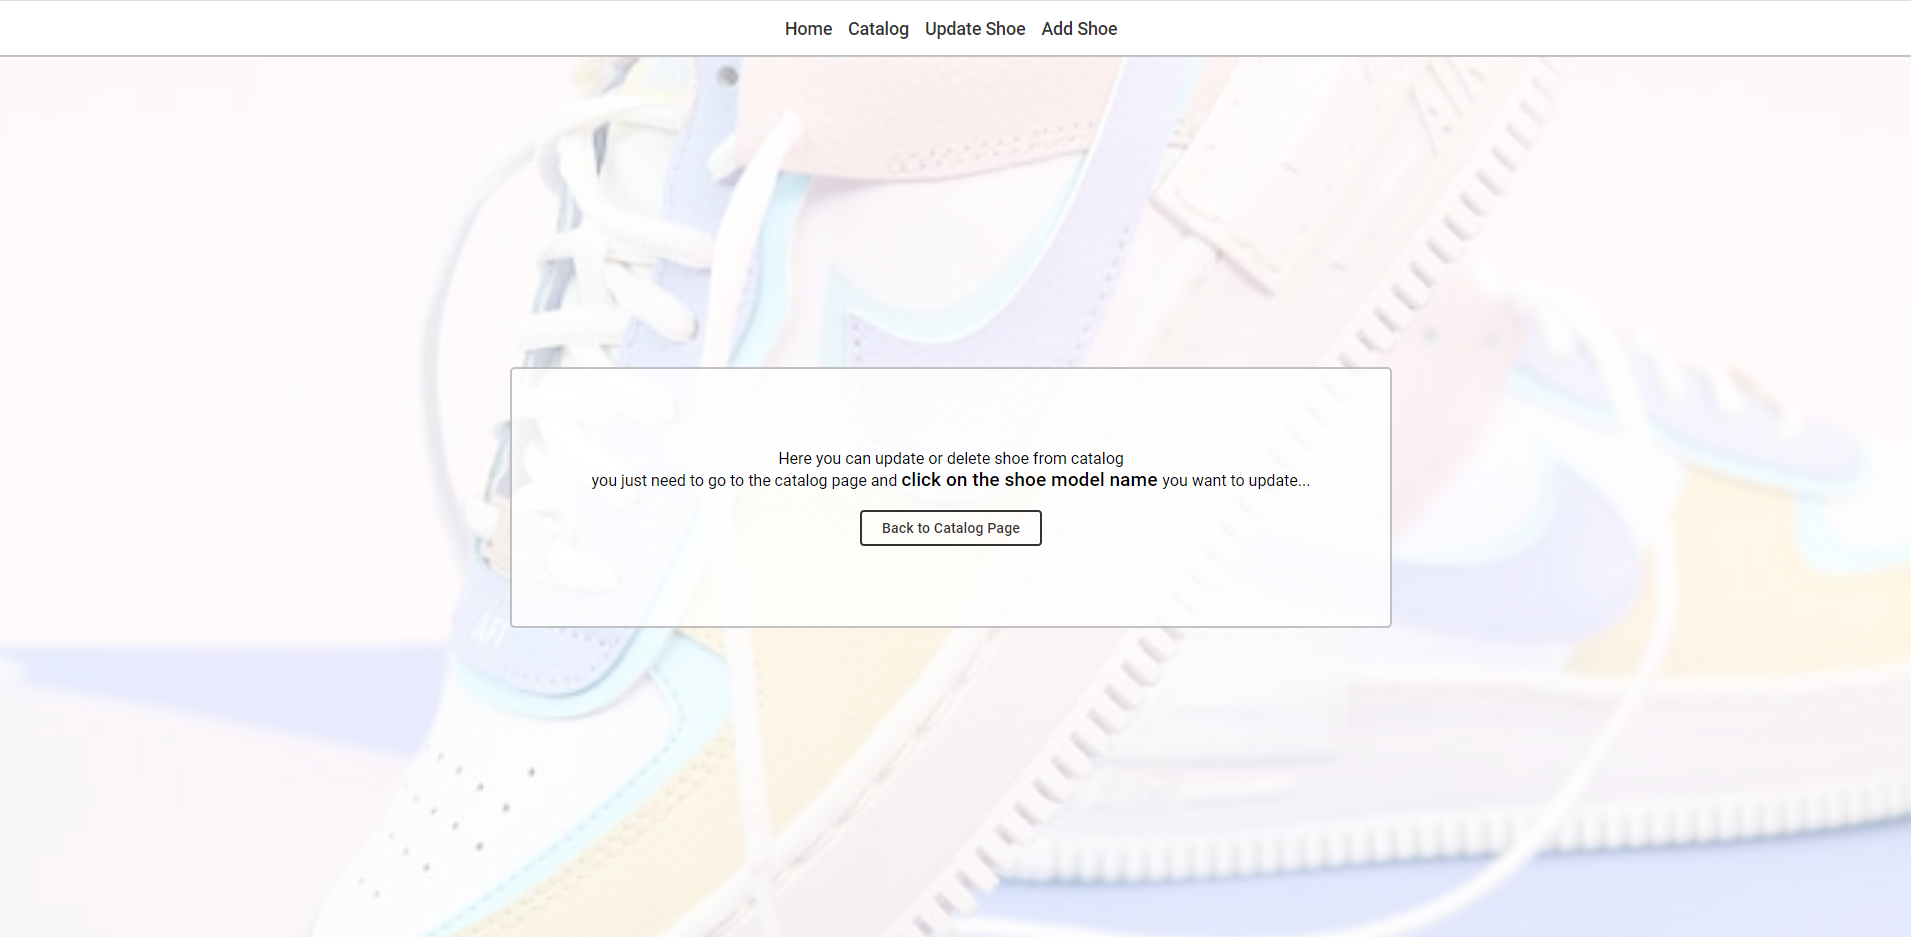 Home Catalog Update Shoe Add Shoe
Here you can update or delete shoe from catalog
you just need to go to the catalog page and click on the shoe model name you want to update...
Back to Catalog Page
AF1